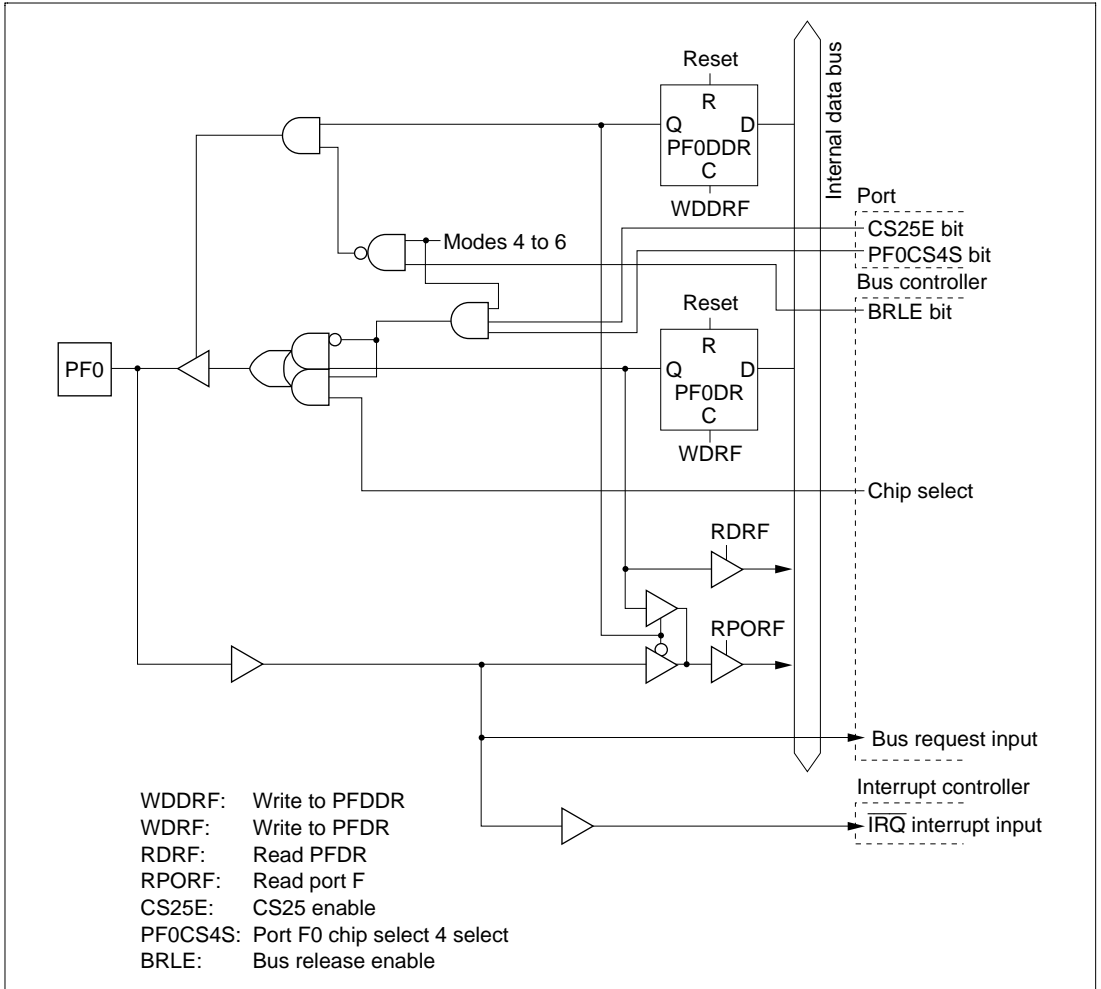 Reset
R
Q D
PF0DDR
C
WDDRF
Internal data bus
Port
CS25E bit
PF0CS4S bit
Modes 4 to 6
Bus controller
BRLE bit
Reset
R
Q D
PF0DR
C
WDRF
PF0
Chip select
RDRF
RPORF
Bus request input
Interrupt controller
IRQ interrupt input
WDDRF: Write to PFDDR
WDRF: Write to PFDR
RDRF: Read PFDR
RPORF: Read port F
CS25E: CS25 enable
PF0CS4S: Port F0 chip select 4 select
BRLE: Bus release enable